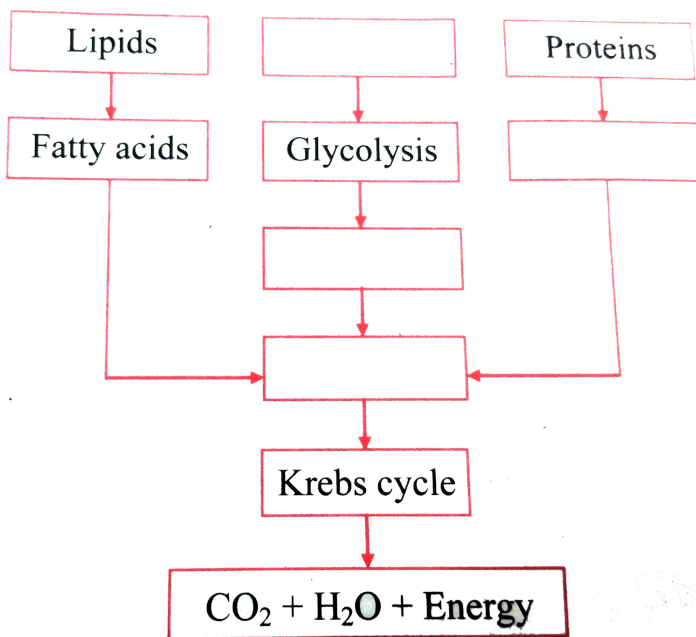 Lipids
Proteins
Fatty acids
Glycolysis
Krebs cycle
CO₂ + H₂O + Energy